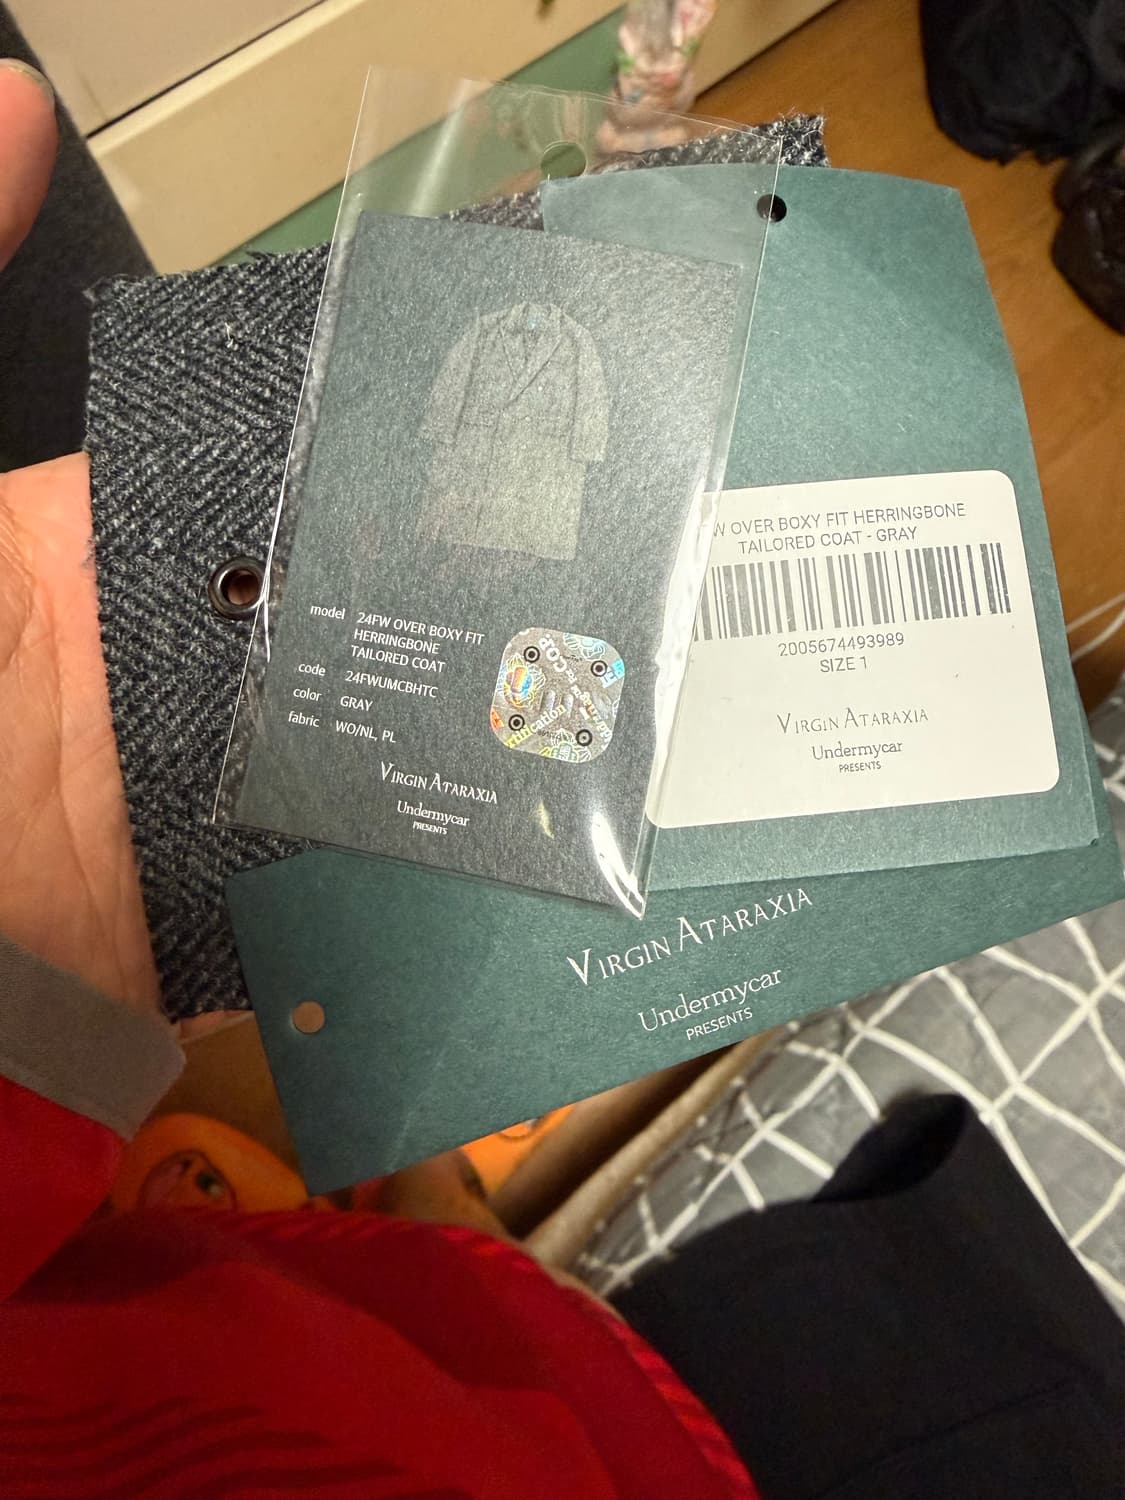 model 24FW OVER BOXY FIT
HERRINGBONE
TAILORED COAT
code 24FWUMCBHTC
color GRAY
fabric WO/NL, PL
VIRGIN ATARAXIA
Undermycar
PRESENTS
W OVER BOXY FIT HERRINGBONE
TAILORED COAT - GRAY
2005674493989
SIZE 1
VIRGIN ATARAXIA
Undermycar
PRESENTS
VIRGIN ATARAXIA
Undermycar
PRESENTS